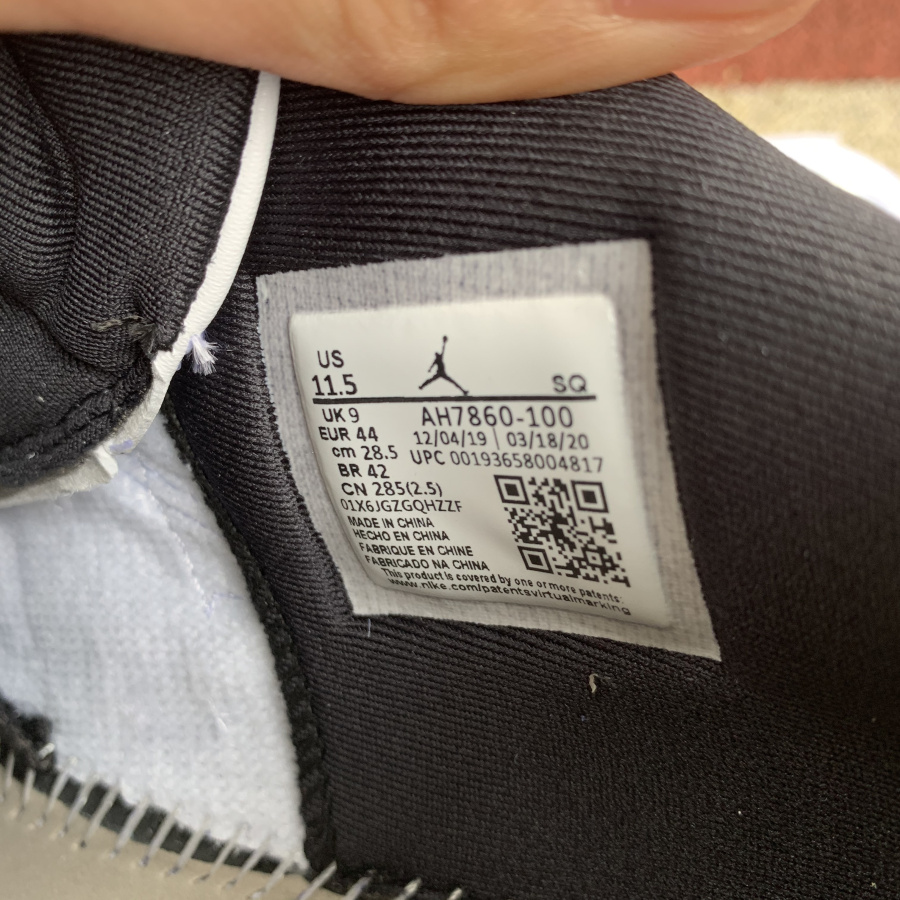 US
11.5
SQ
UK 9
EUR 44
cm 28.5
BR 42
CN 285(2.5)
01X6JGZGQHZZF
AH7860-100
12/04/19 | 03/18/20
UPC 00193658004817
MADE IN CHINA
HECHO EN CHINA
FABRIQUE EN CHINE
FABRICADO NA CHINA
This product is covered by one or more patents:
www.nike.com/patentsvirtualmarking